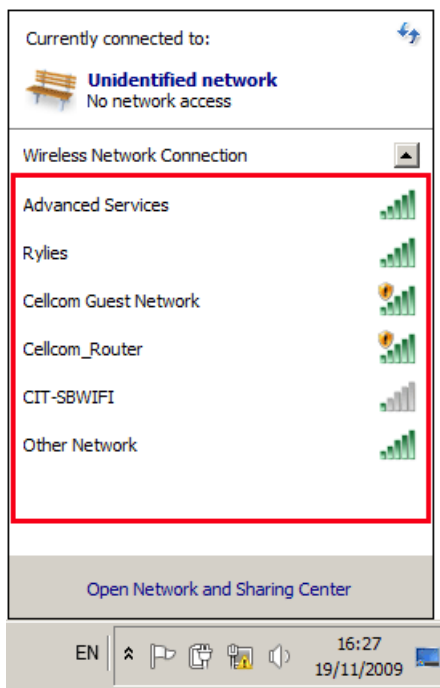 Currently connected to:
Unidentified network
No network access
Wireless Network Connection
Advanced Services
Rylies
Cellcom Guest Network
Cellcom_Router
CIT-SBWIFI
Other Network
Open Network and Sharing Center
EN
16:27
19/11/2009